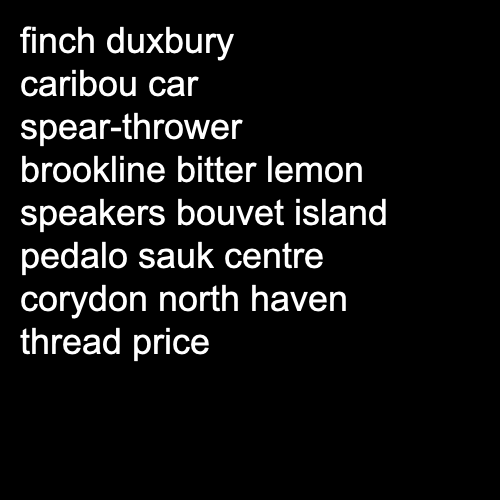 finch duxbury
caribou car
spear-thrower
brookline bitter lemon
speakers bouvet island
pedalo sauk centre
corydon north haven
thread price